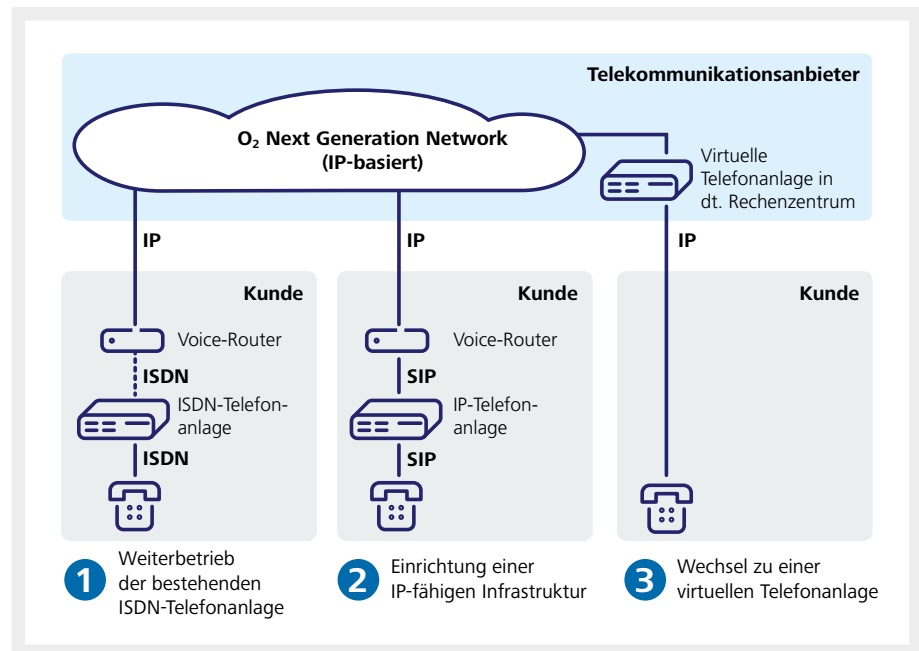 Telekommunikationsanbieter
O₂ Next Generation Network
(IP-basiert)
Virtuelle
Telefonanlage in
dt. Rechenzentrum
IP
IP
IP
Kunde
Voice-Router
ISDN
ISDN-Telefon-
anlage
ISDN
Kunde
Voice-Router
SIP
IP-Telefon-
anlage
SIP
Kunde
1
Weiterbetrieb
der bestehenden
ISDN-Telefonanlage
2
Einrichtung einer
IP-fähigen Infrastruktur
3
Wechsel zu einer
virtuellen Telefonanlage